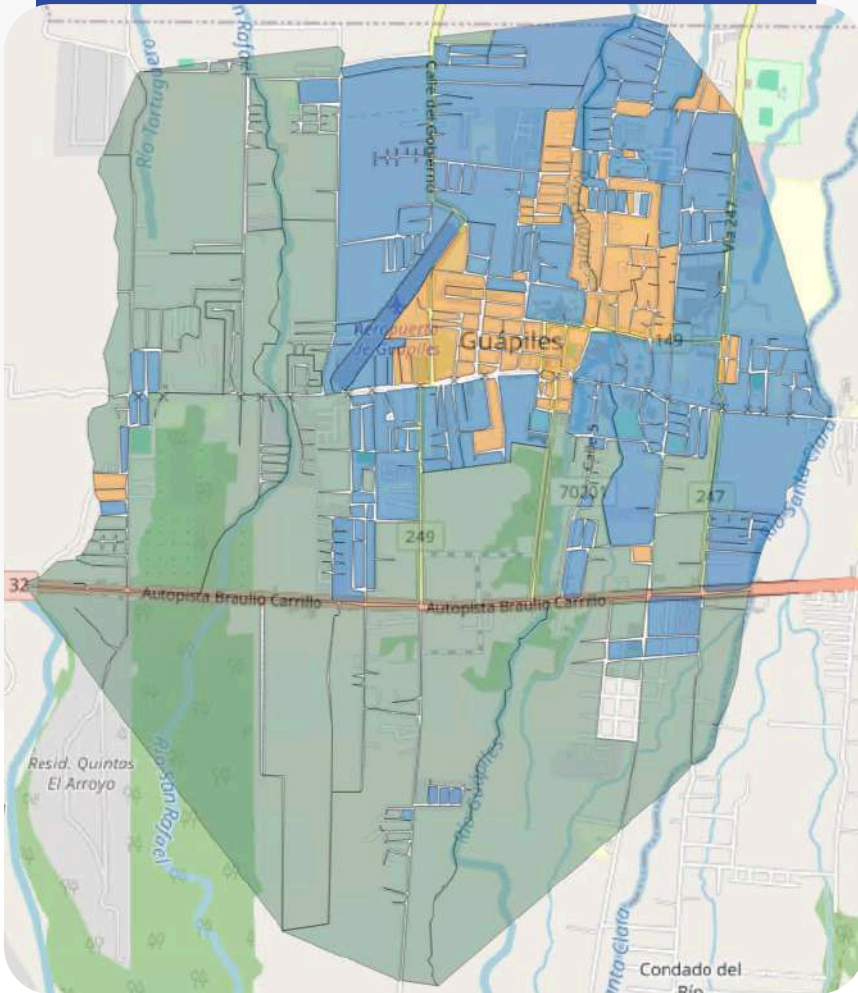 Río Tortuguero
Calle del Gobierno
Vía 247
Aeropuerto
de Guápiles
Guápiles
149
70201
249
247
Río Santa Clara
32
Autopista Braulio Carrillo
Autopista Braulio Carrillo
Resid. Quintas
El Arroyo
Río San Rafael
Río Guápiles
Condado del
Río